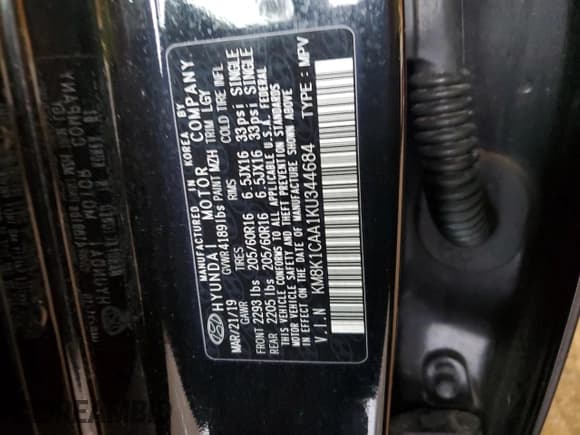 MANUFACTURED IN KOREA BY
HYUNDAI MOTOR COMPANY
MAR/21/19 GVWR 4189lbs PAINT MZH TRIM LGY
GAWR TIRES RIMS COLD TIRE INFL
FRONT 2293 lbs 205/60R16 6.5JX16 33psi SINGLE
REAR 2205 lbs 205/60R16 6.5JX16 33psi SINGLE
THIS VEHICLE CONFORMS TO ALL APPLICABLE U.S.A. FEDERAL
MOTOR VEHICLE SAFETY AND THEFT PREVENTION STANDARDS
IN EFFECT ON THE DATE OF MANUFACTURE SHOWN ABOVE
V.I.N KM8K1CAA1KU344684 TYPE: MPV